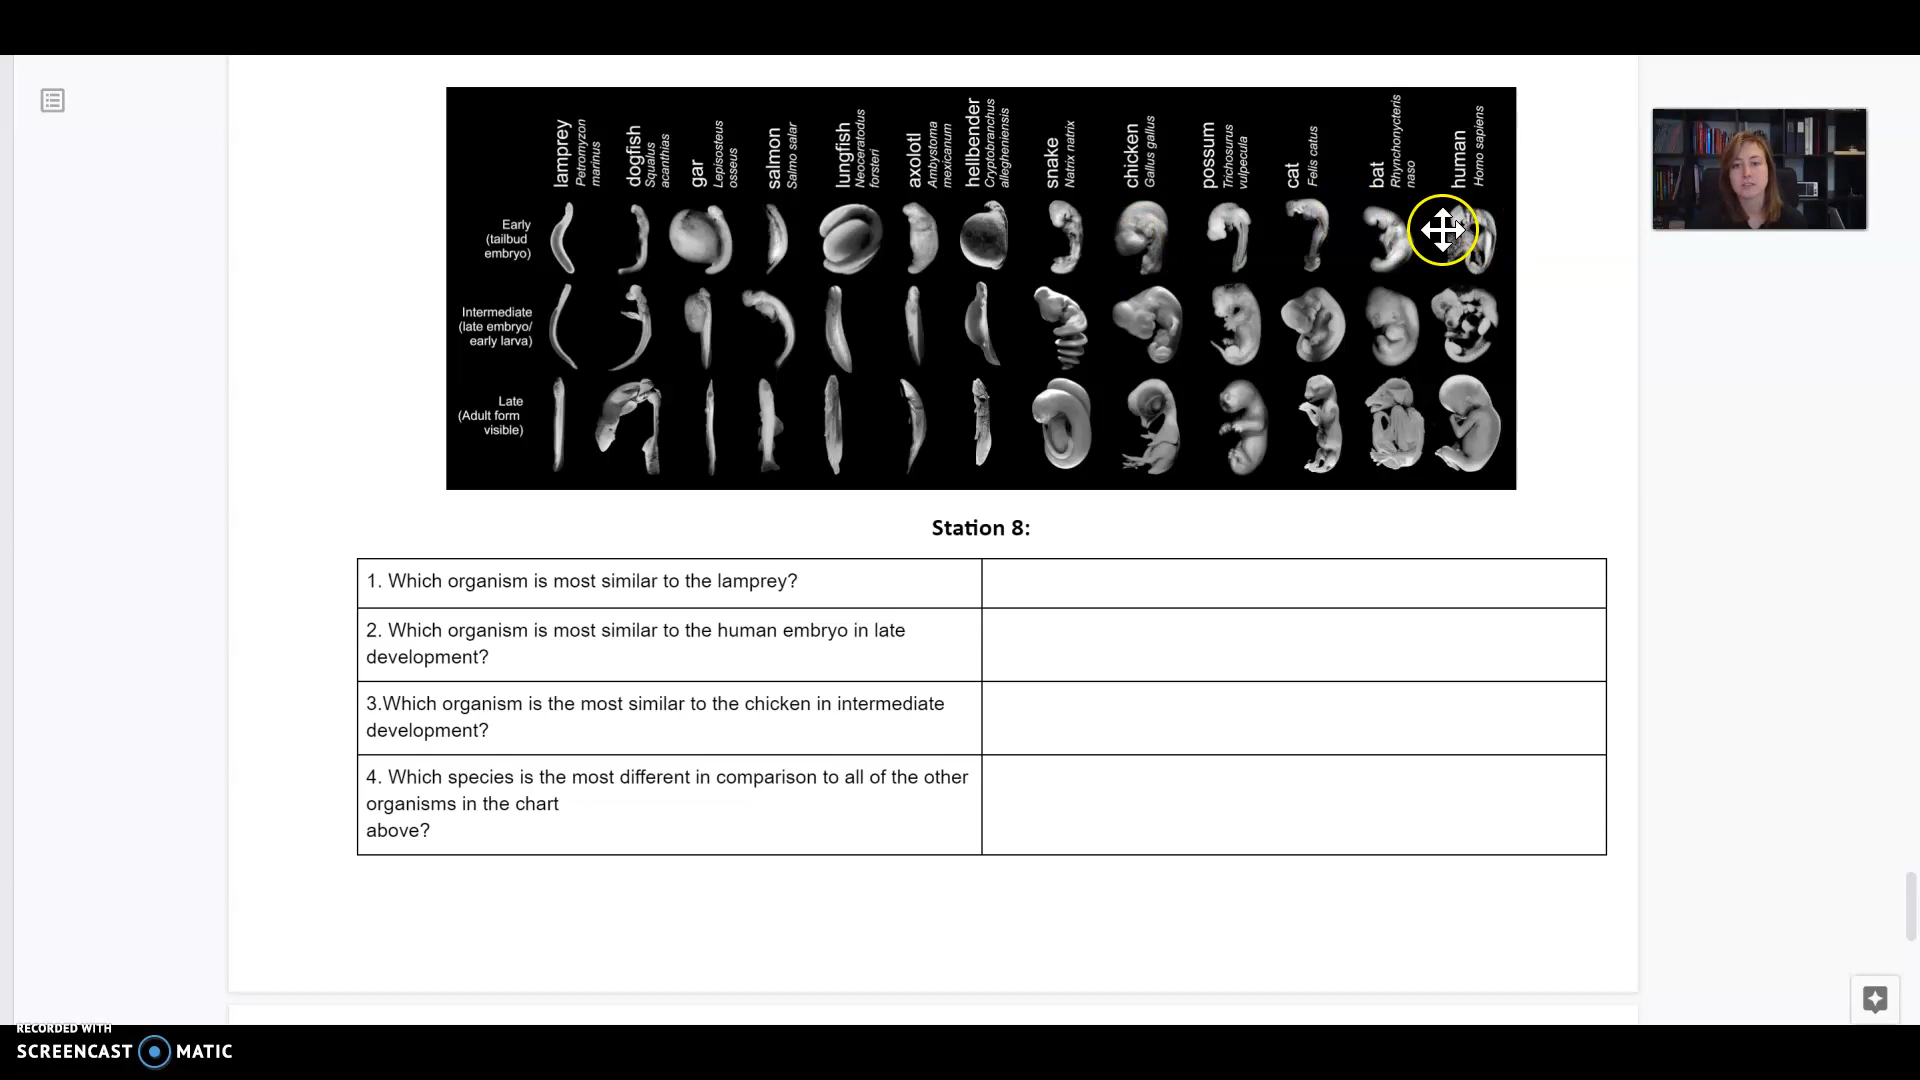 lamprey
Petromyzon
marinus
dogfish
Squalus
acanthias
gar
Lepisosteus
osseus
salmon
Salmo salar
lungfish
Neoceratodus
forsteri
axolotl
Ambystoma
mexicanum
hellbender
Cryptobranchus
allegheniensis
snake
Natrix natrix
chicken
Gallus gallus
possum
Trichosurus
vulpecula
cat
Felis catus
bat
Rhynchonycteris
naso
human
Homo sapiens
Early
(tailbud
embryo)
Intermediate
(late embryo/
early larva)
Late
(Adult form
visible)
Station 8:
1. Which organism is most similar to the lamprey?
2. Which organism is most similar to the human embryo in late
development?
3.Which organism is the most similar to the chicken in intermediate
development?
4. Which species is the most different in comparison to all of the other
organisms in the chart
above?
RECORDED WITH
SCREENCAST MATIC